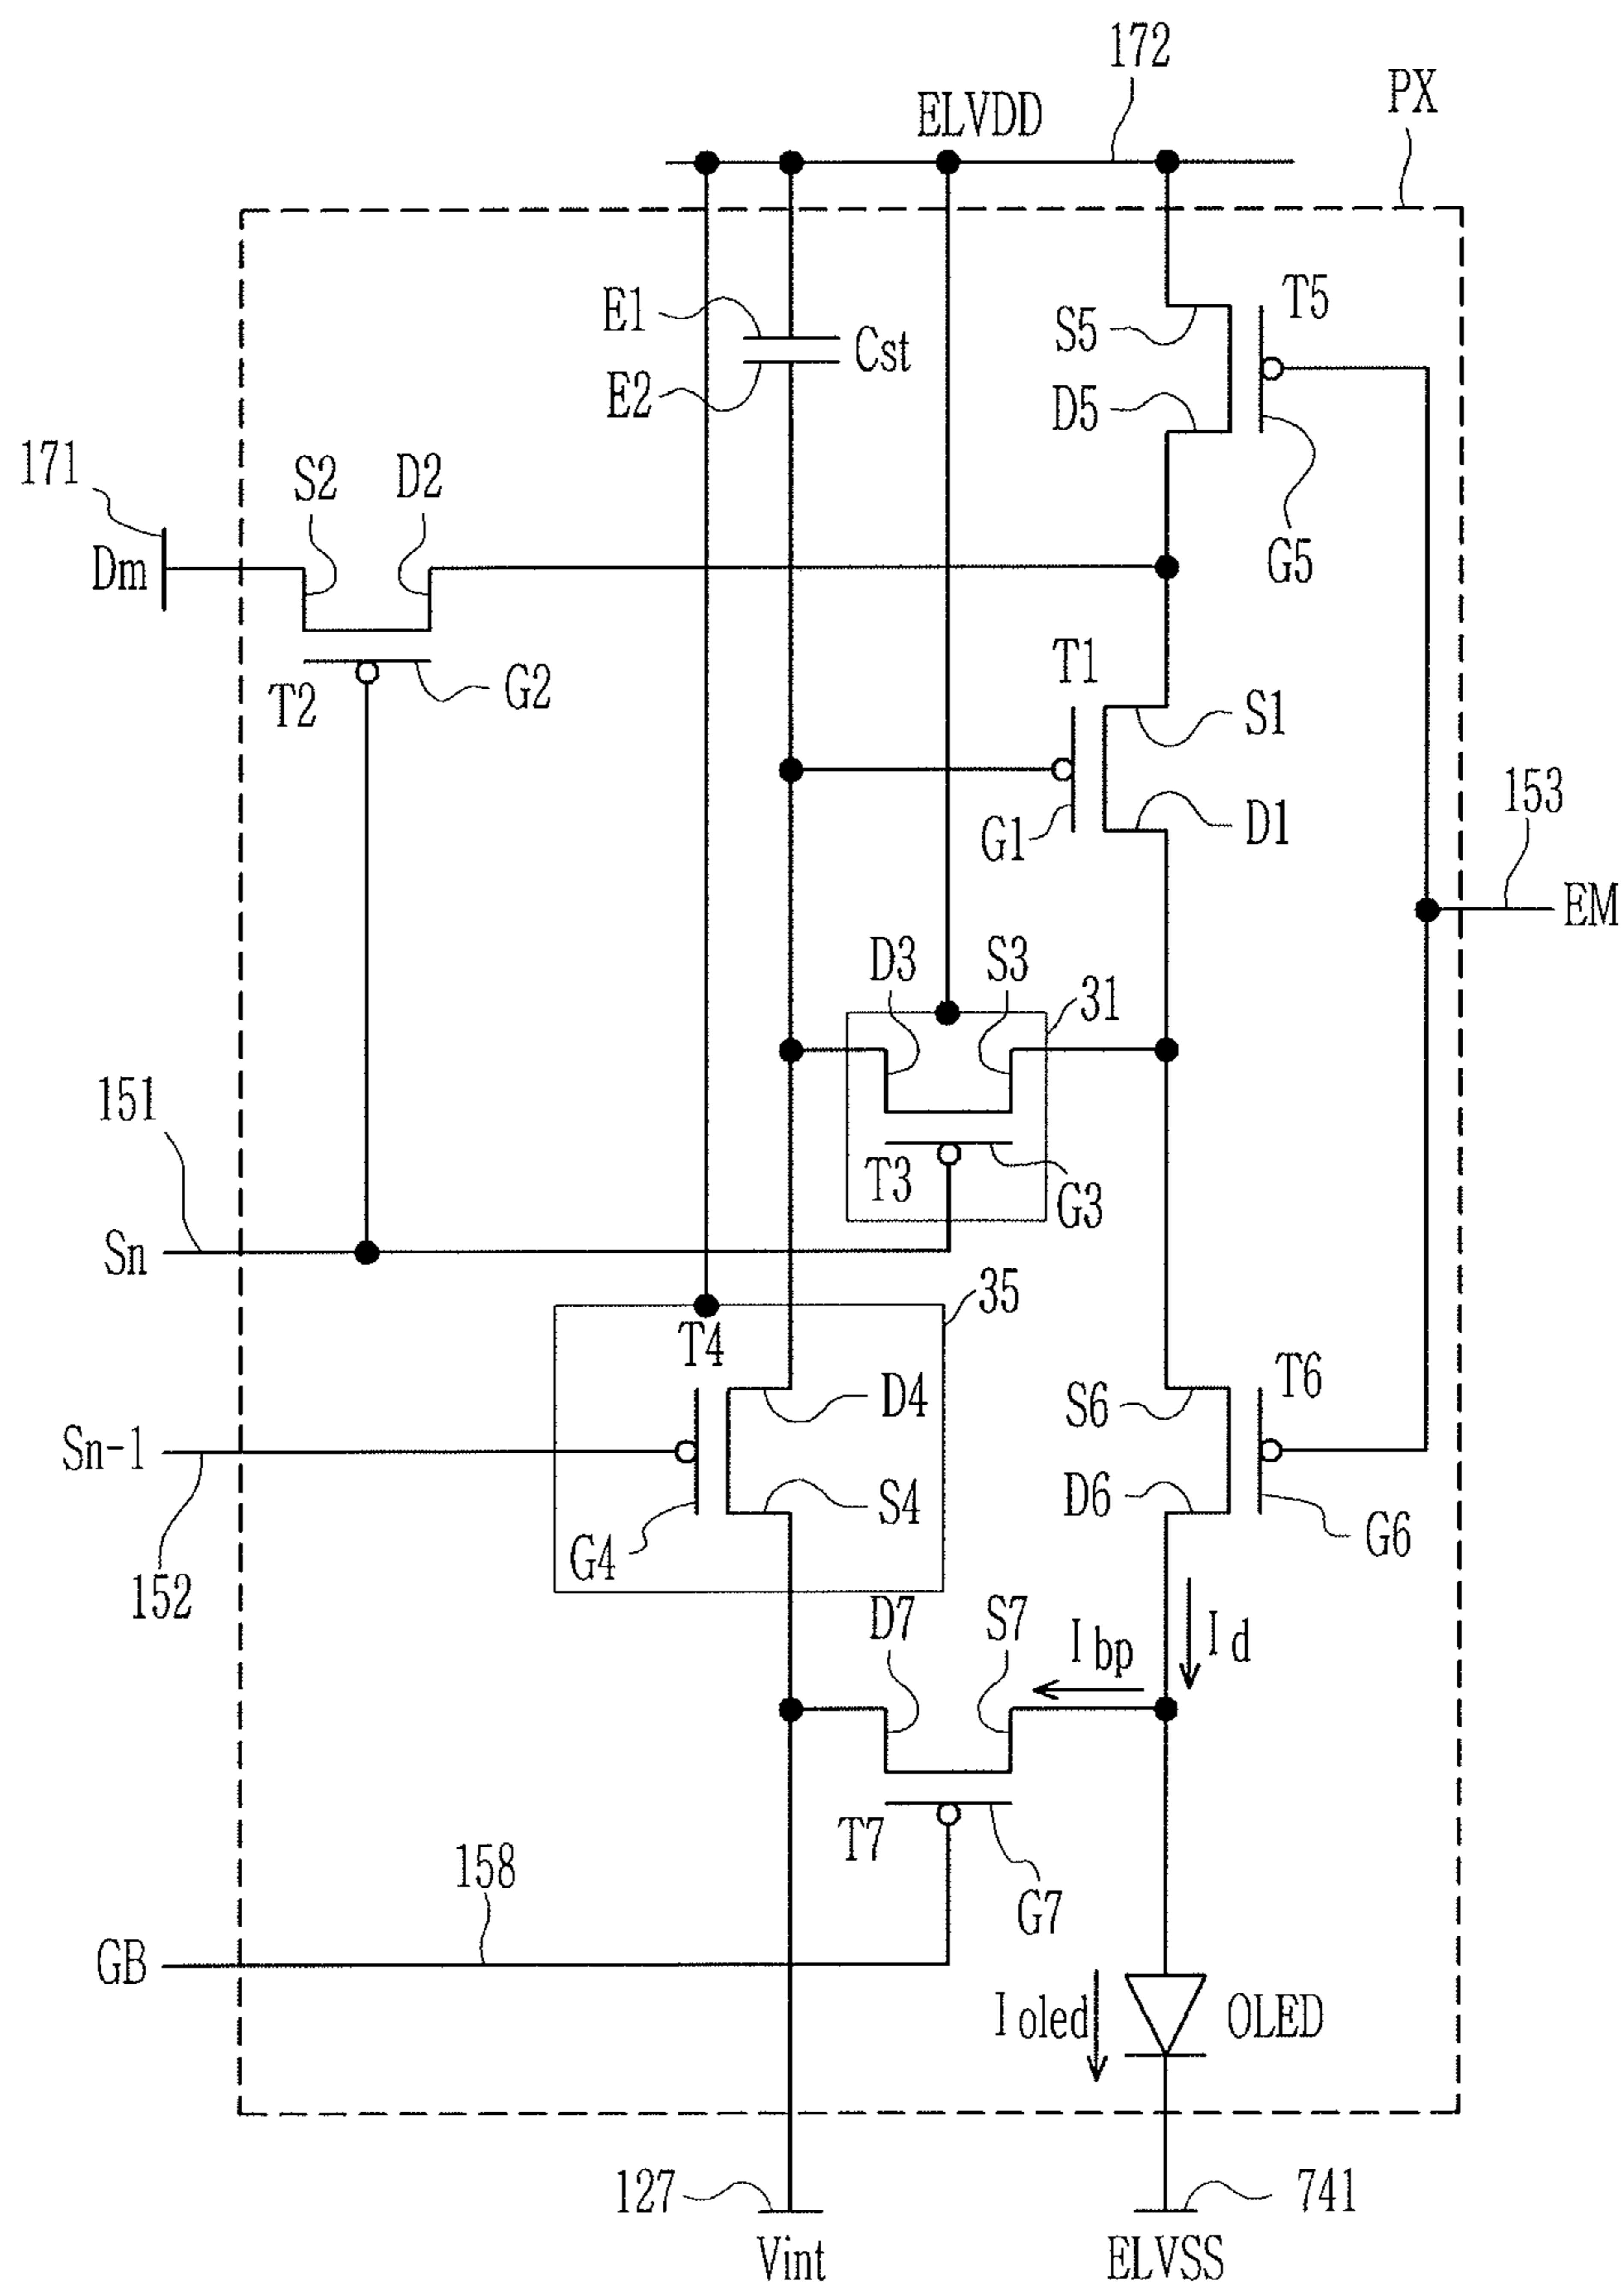 172
PX
ELVDD
E1
T5
S5
Cst
E2
D5
171
S2
D2
Dm
G5
T1
T2
G2
S1
G1
D1
153
EM
D3
S3
31
151
T3
G3
Sn
35
T4
T6
D4
S6
Sn-1
S4
D6
G4
G6
152
D7
S7
I bp
I d
T7
158
G7
GB
I oled
OLED
127
741
Vint
ELVSS